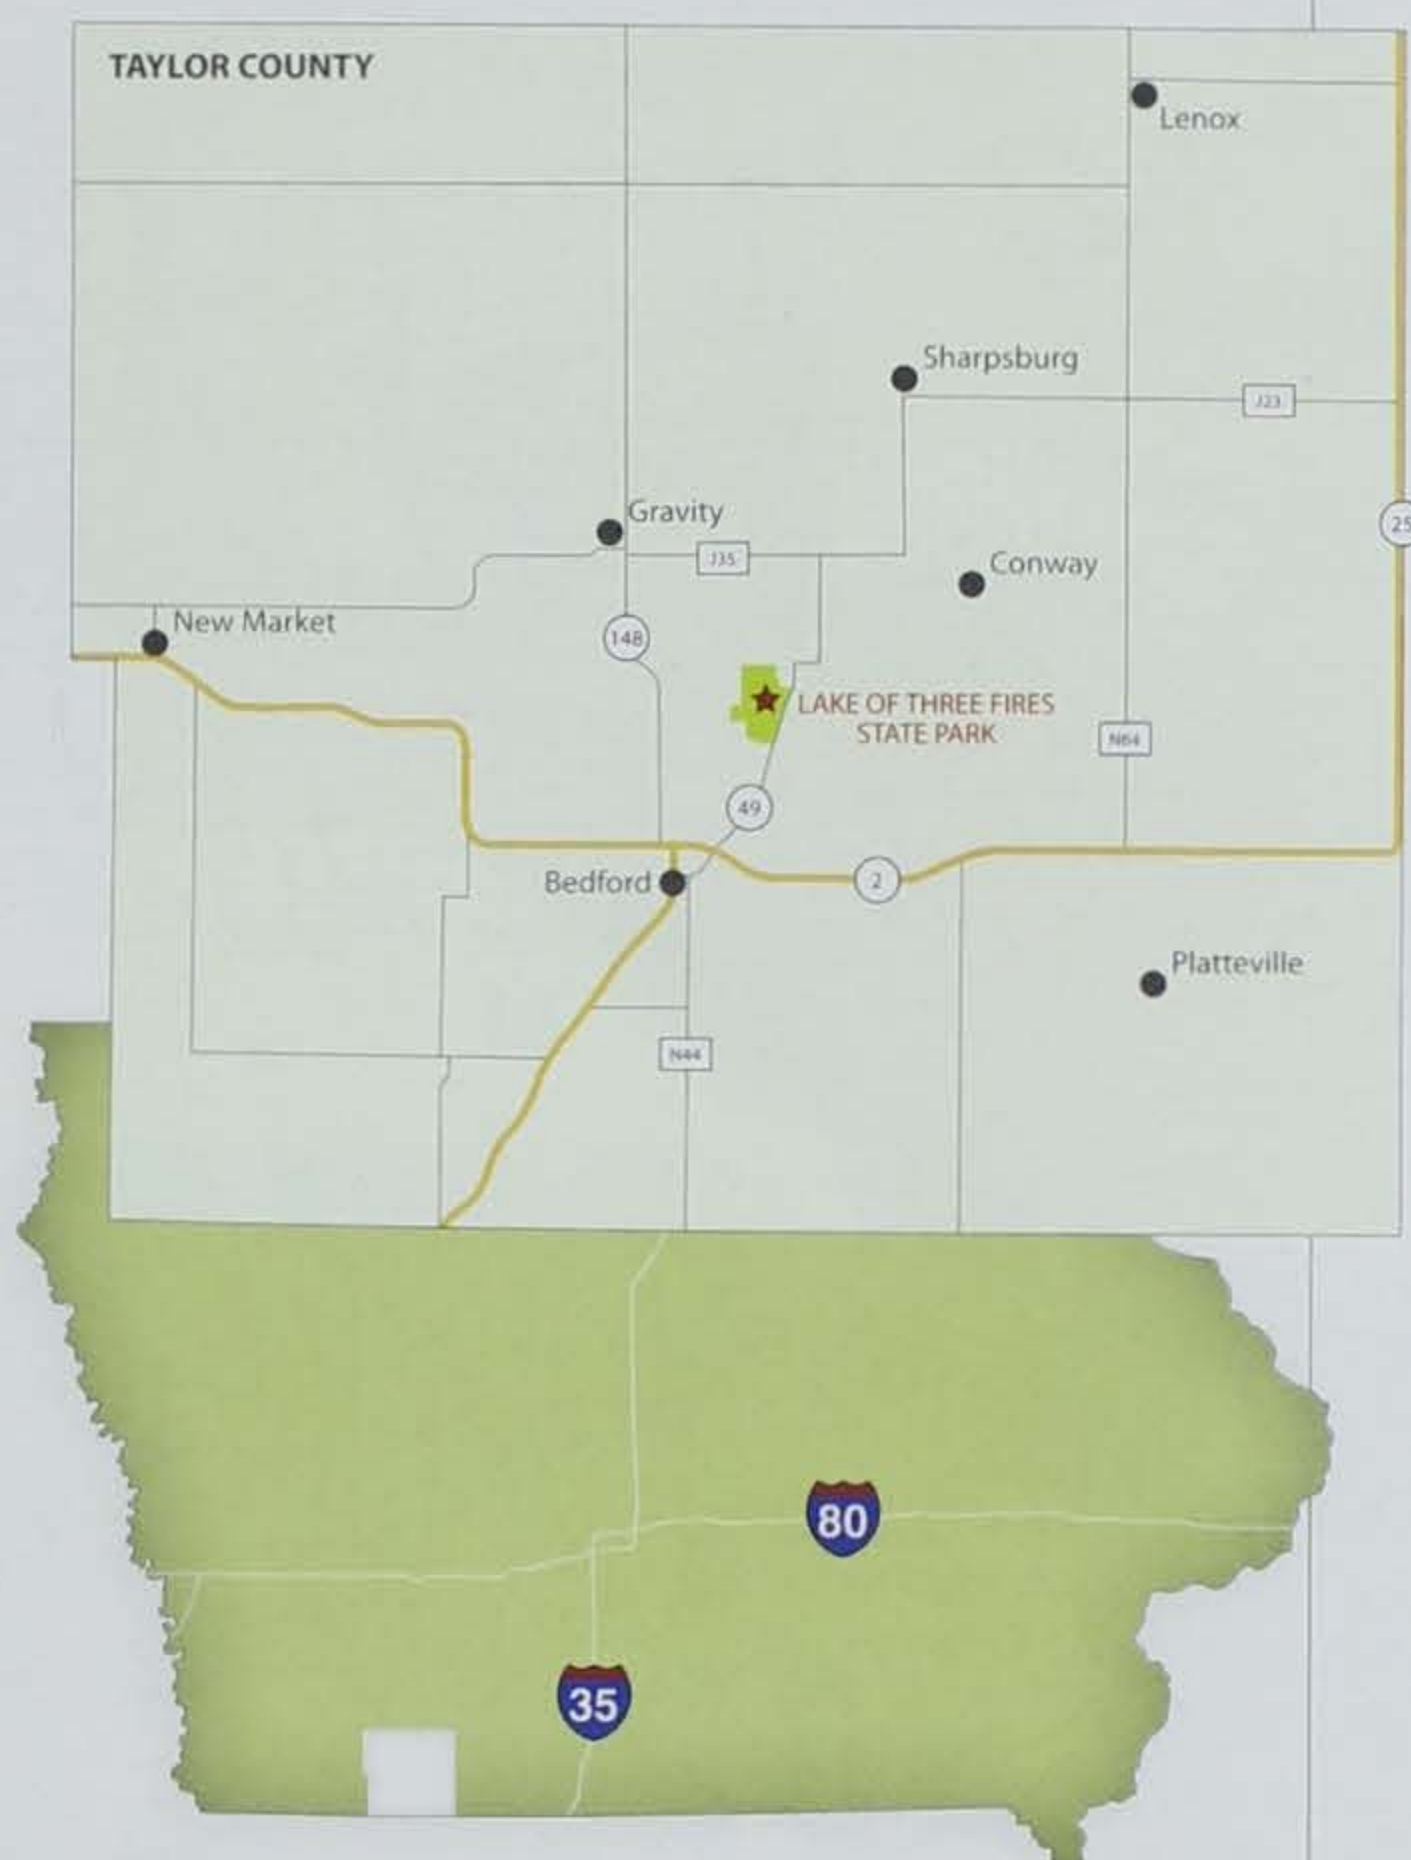 TAYLOR COUNTY
Lenox
Sharpsburg
J23
Gravity
25
J35
Conway
New Market
148
LAKE OF THREE FIRES
STATE PARK
N64
49
Bedford
2
Platteville
N44
80
35